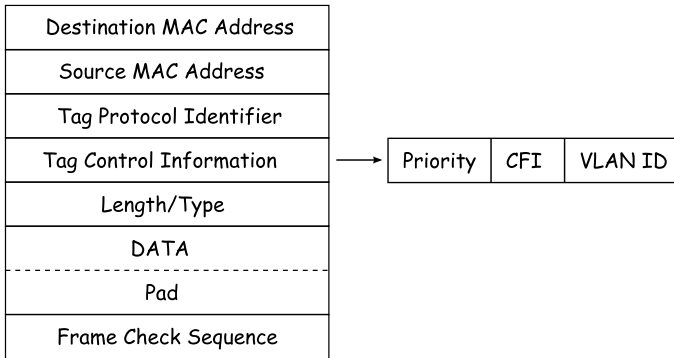 Destination MAC Address
Source MAC Address
Tag Protocol Identifier
Tag Control Information
Priority CFI VLAN ID
Length/Type
DATA
Pad
Frame Check Sequence